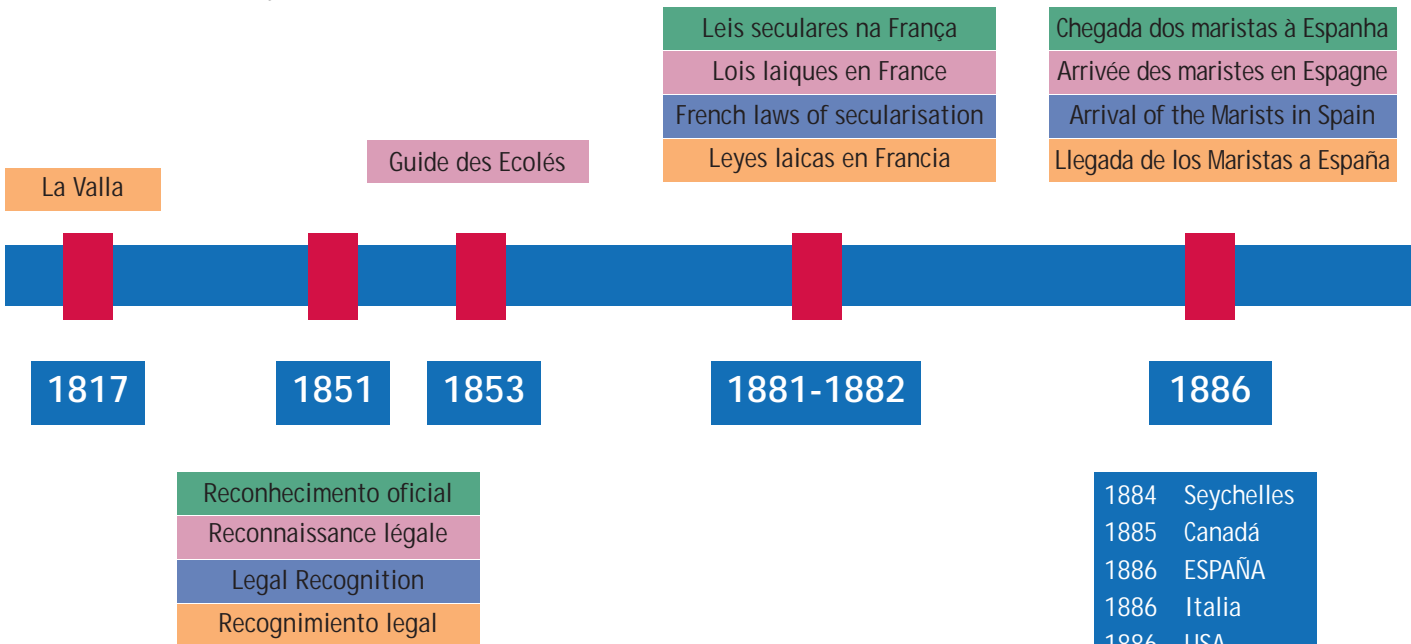 Leis seculares na França
Lois laiques en France
French laws of secularisation
Leyes laicas en Francia
Chegada dos maristas à Espanha
Arrivée des maristes en Espagne
Arrival of the Marists in Spain
Llegada de los Maristas a España
Guide des Ecolés
La Valla
1817
1851
1853
1881-1882
1886
Reconhecimento oficial
Reconnaissance légale
Legal Recognition
Recognimiento legal
1884 Seychelles
1885 Canadá
1886 ESPAÑA
1886 Italia
1886 USA